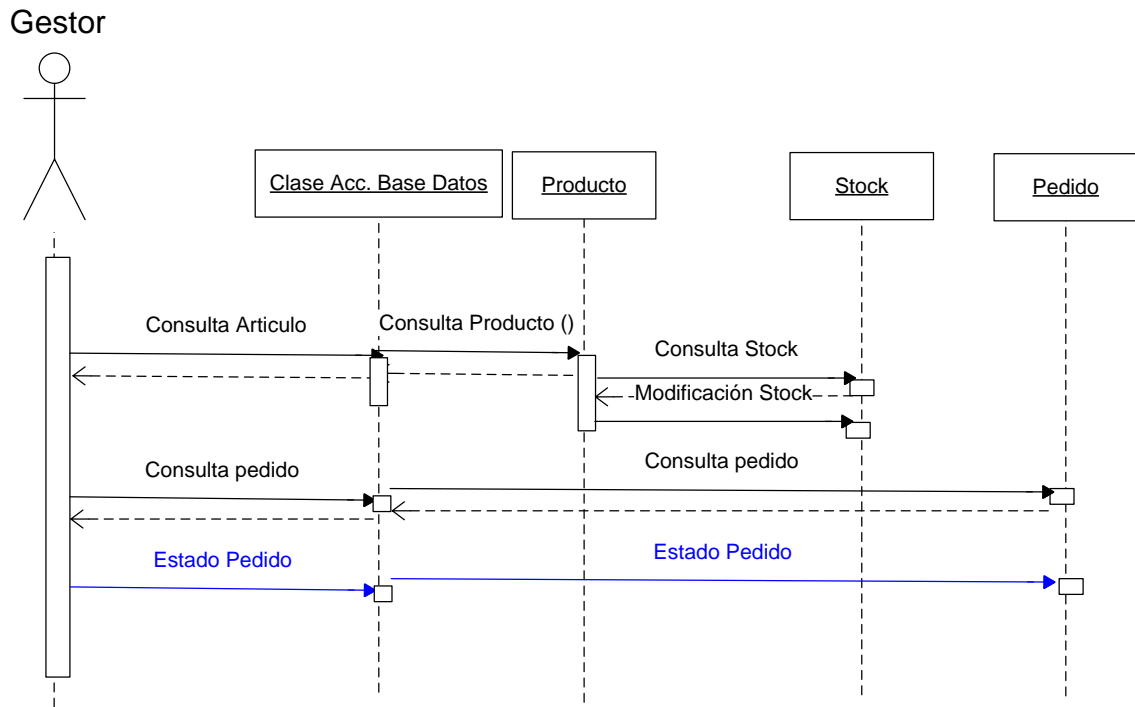 Gestor
Clase Acc. Base Datos
Producto
Stock
Pedido
Consulta Articulo
Consulta Producto ()
Consulta Stock
Modificación Stock
Consulta pedido
Consulta pedido
Estado Pedido
Estado Pedido